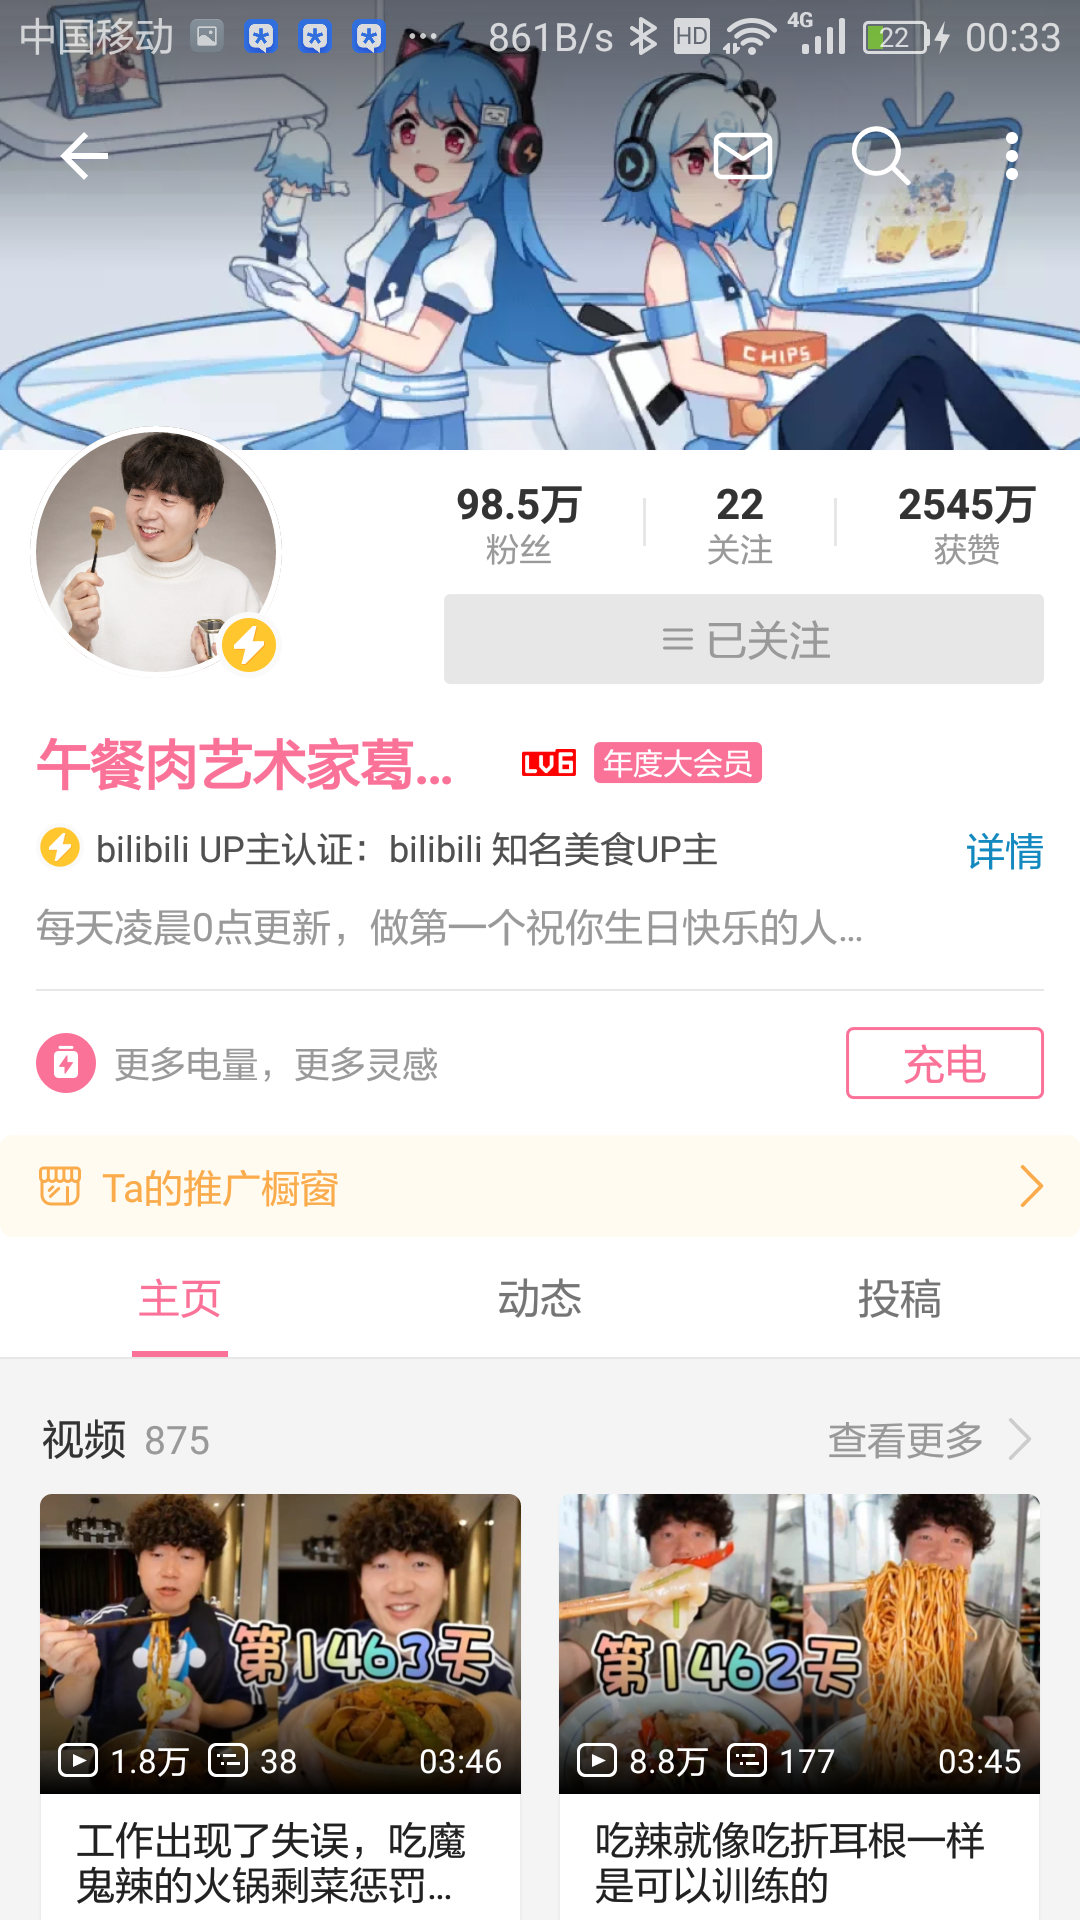 中国移动 ... 861B/s HD 4G 22 00:33
CHIPS
98.5万 22 2545万
粉丝 关注 获赞
已关注
午餐肉艺术家葛... LV6 年度大会员
bilibili UP主认证：bilibili 知名美食UP主 详情
每天凌晨0点更新，做第一个祝你生日快乐的人...
更多电量，更多灵感 充电
Ta的推广橱窗
主页 动态 投稿
视频 875 查看更多
第1463天 第1462天
1.8万 38 03:46 8.8万 177 03:45
工作出现了失误，吃魔 吃辣就像吃折耳根一样
鬼辣的火锅剩菜惩罚... 是可以训练的